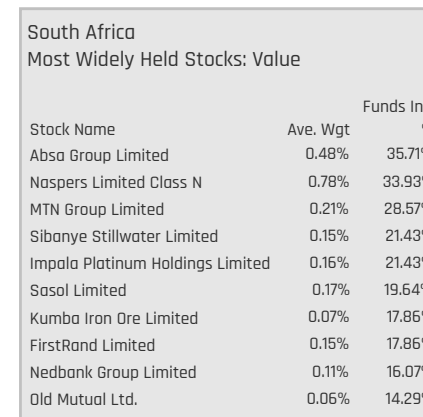 South Africa
Most Widely Held Stocks: Value
Funds In
Stock Name Ave. Wgt
Absa Group Limited 0.48% 35.71
Naspers Limited Class N 0.78% 33.93
MTN Group Limited 0.21% 28.57
Sibanye Stillwater Limited 0.15% 21.43
Impala Platinum Holdings Limited 0.16% 21.43
Sasol Limited 0.17% 19.64
Kumba Iron Ore Limited 0.07% 17.86
FirstRand Limited 0.15% 17.86
Nedbank Group Limited 0.11% 16.07
Old Mutual Ltd. 0.06% 14.29